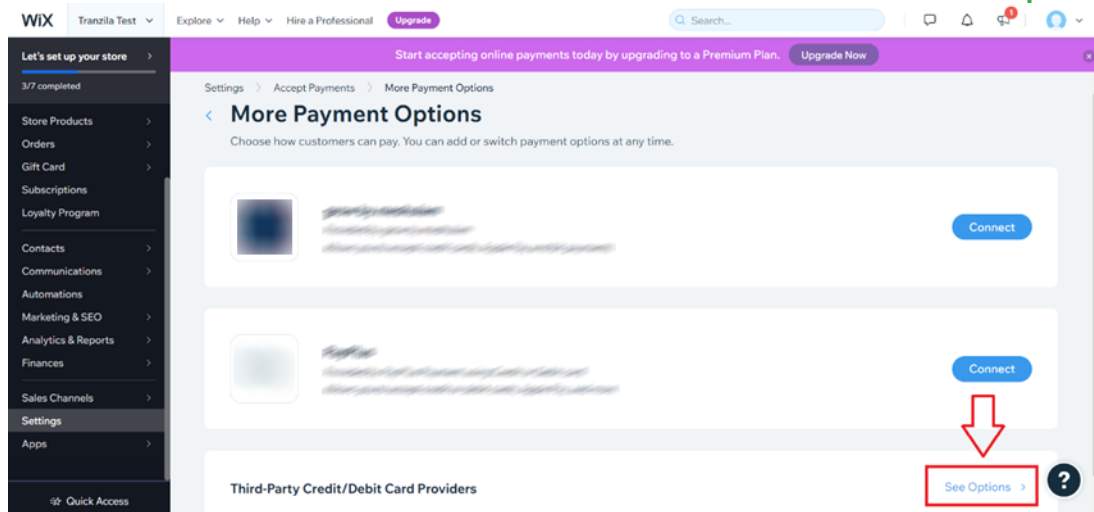 WiX
Tranzila Test
Explore
Help
Hire a Professional
Upgrade
Search...
1
Let's set up your store
3/7 completed
Store Products
Orders
Gift Card
Subscriptions
Loyalty Program
Contacts
Communications
Automations
Marketing & SEO
Analytics & Reports
Finances
Sales Channels
Settings
Apps
Quick Access
Start accepting online payments today by upgrading to a Premium Plan.
Upgrade Now
Settings > Accept Payments > More Payment Options
More Payment Options
Choose how customers can pay. You can add or switch payment options at any time.
Connect
Connect
Third-Party Credit/Debit Card Providers
See Options >
?